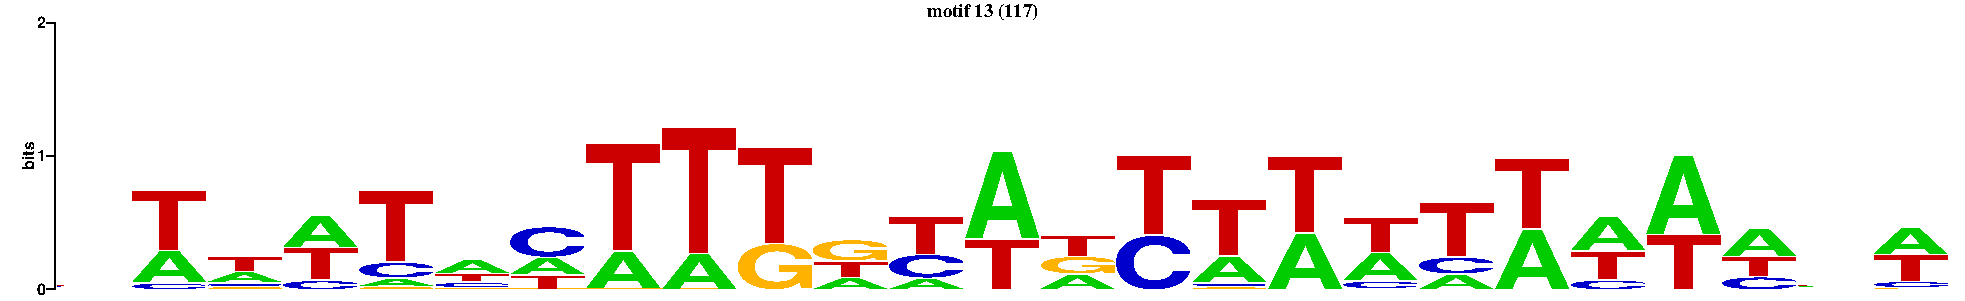 motif 13 (117)
2
bits
1
0
T T A T A C T T T G T A T T T T T T T A A A A
A A T C T A A A G T C T G C A A A C A T T T T
C C C A C T A A A A C C A C C C